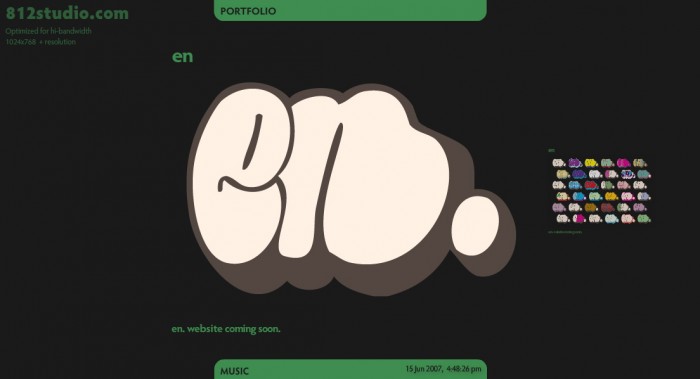 812studio.com
Optimized for hi-bandwidth
1024x768 + resolution
PORTFOLIO
en
en.
en. website coming soon.
MUSIC
15 Jun 2007, 4:48:26 pm